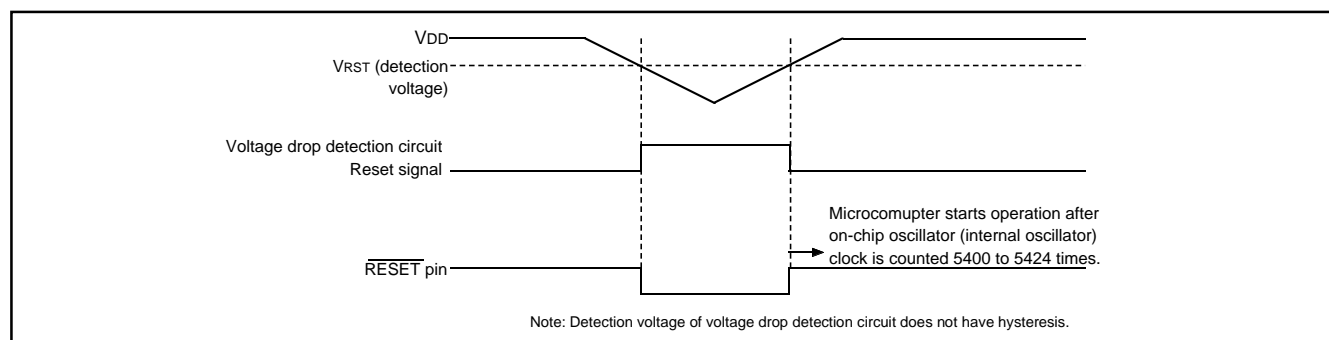 VDD
VRST (detection
voltage)
Voltage drop detection circuit
Reset signal
Microcomupter starts operation after
on-chip oscillator (internal oscillator)
clock is counted 5400 to 5424 times.
RESET pin
Note: Detection voltage of voltage drop detection circuit does not have hysteresis.